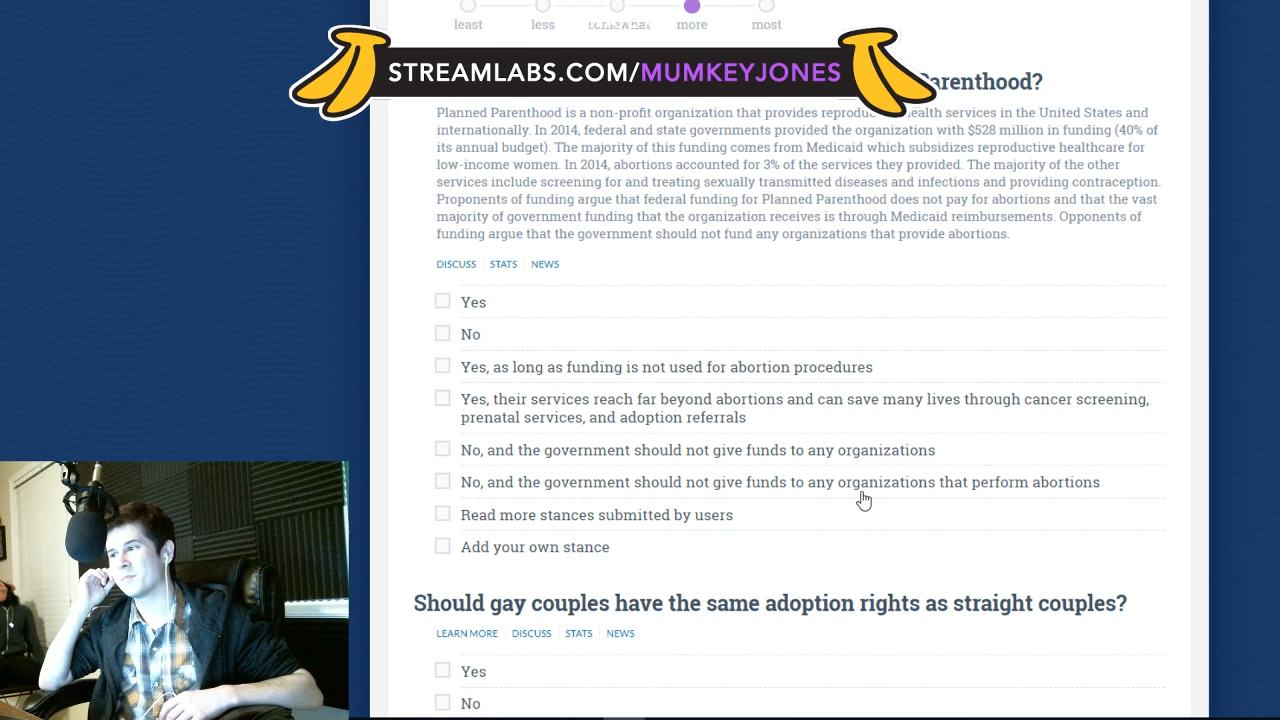 least less somewhat more most
STREAMLABS.COM/MUMKEYJONES
Parenthood?
Planned Parenthood is a non-profit organization that provides health services in the United States and
internationally. In 2014, federal and state governments provided the organization with $528 million in funding (40% of
its annual budget). The majority of this funding comes from Medicaid which subsidizes reproductive healthcare for
low-income women. In 2014, abortions accounted for 3% of the services they provided. The majority of the other
services include screening for and treating sexually transmitted diseases and infections and providing contraception.
Proponents of funding argue that federal funding for Planned Parenthood does not pay for abortions and that the vast
majority of government funding that the organization receives is through Medicaid reimbursements. Opponents of
funding argue that the government should not fund any organizations that provide abortions.
DISCUSS STATS NEWS
Yes
No
Yes, as long as funding is not used for abortion procedures
Yes, their services reach far beyond abortions and can save many lives through cancer screening,
prenatal services, and adoption referrals
No, and the government should not give funds to any organizations
No, and the government should not give funds to any organizations that perform abortions
Read more stances submitted by users
Add your own stance
Should gay couples have the same adoption rights as straight couples?
LEARN MORE DISCUSS STATS NEWS
Yes
No